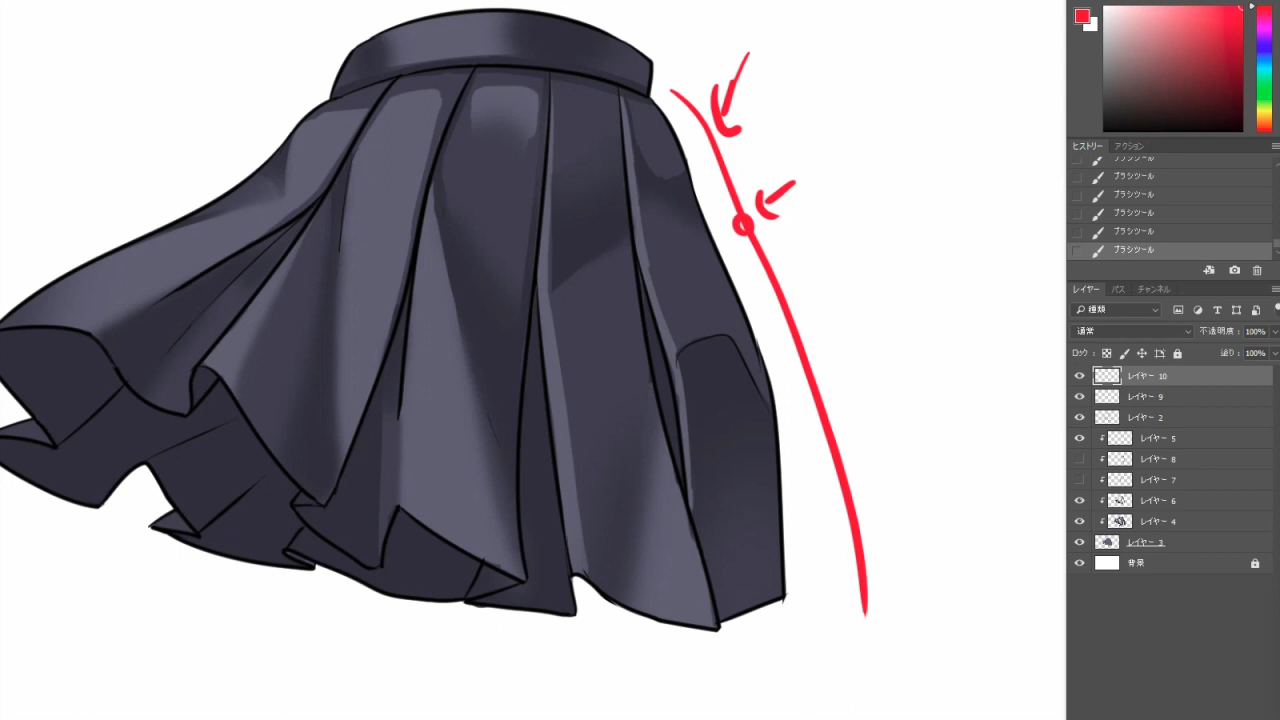 ヒストリー アクション
ブラシツール
ブラシツール
ブラシツール
ブラシツール
ブラシツール
ブラシツール
レイヤー パス チャンネル
種類
通常 不透明度: 100%
ロック: 塗り: 100%
レイヤー 10
レイヤー 9
レイヤー 2
レイヤー 5
レイヤー 8
レイヤー 7
レイヤー 6
レイヤー 4
レイヤー 3
背景